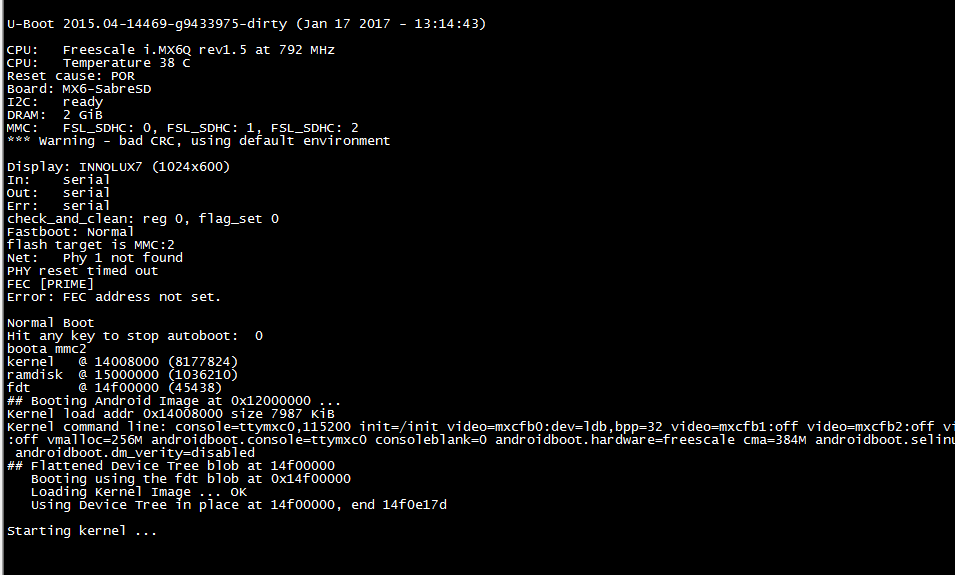 U-Boot 2015.04-14469-g9433975-dirty (Jan 17 2017 - 13:14:43)
CPU:   Freescale i.MX6Q rev1.5 at 792 MHz
CPU:   Temperature 38 C
Reset cause: POR
Board: MX6-SabreSD
I2C:   ready
DRAM:  2 GiB
MMC:   FSL_SDHC: 0, FSL_SDHC: 1, FSL_SDHC: 2
*** Warning - bad CRC, using default environment
Display: INNOLUX7 (1024x600)
In:    serial
Out:   serial
Err:   serial
check_and_clean: reg 0, flag_set 0
Fastboot: Normal
flash target is MMC:2
Net:   Phy 1 not found
PHY reset timed out
FEC [PRIME]
Error: FEC address not set.
Normal Boot
Hit any key to stop autoboot:  0
boota mmc2
kernel   @ 14008000 (8177824)
ramdisk  @ 15000000 (1036210)
fdt      @ 14f00000 (45438)
## Booting Android Image at 0x12000000 ...
Kernel load addr 0x14008000 size 7987 KiB
Kernel command line: console=ttymxc0,115200 init=/init video=mxcfb0:dev=ldb,bpp=32 video=mxcfb1:off video=mxcfb2:off vi
:off vmalloc=256M androidboot.console=ttymxc0 consoleblank=0 androidboot.hardware=freescale cma=384M androidboot.selinu
androidboot.dm_verity=disabled
## Flattened Device Tree blob at 14f00000
   Booting using the fdt blob at 0x14f00000
   Loading Kernel Image ... OK
   Using Device Tree in place at 14f00000, end 14f0e17d
Starting kernel ...